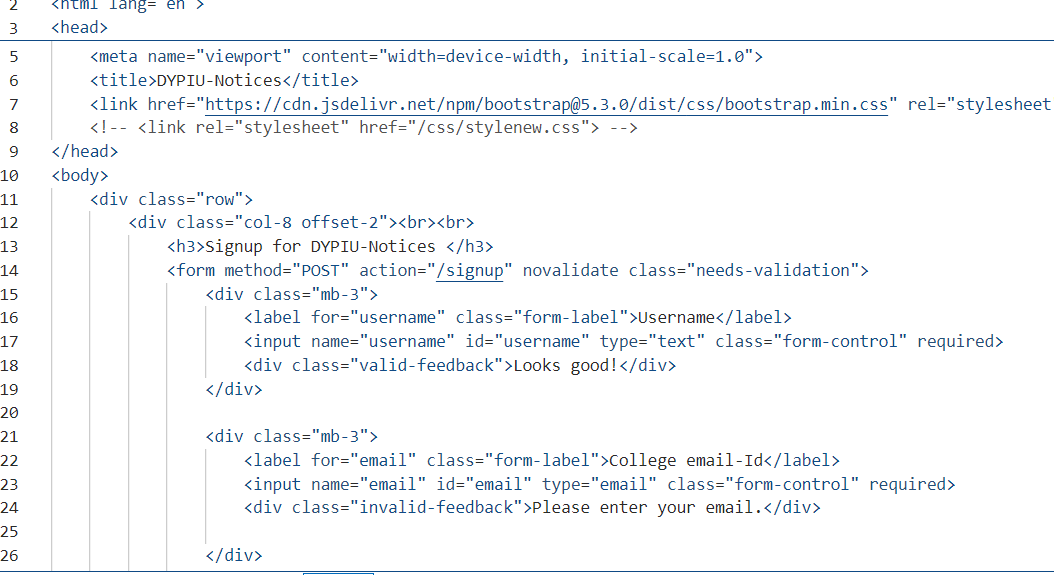 2 <html lang="en">
3 <head>
5 <meta name="viewport" content="width=device-width, initial-scale=1.0">
6 <title>DYPIU-Notices</title>
7 <link href="https://cdn.jsdelivr.net/npm/bootstrap@5.3.0/dist/css/bootstrap.min.css" rel="stylesheet
8 <!-- <link rel="stylesheet" href="/css/stylenew.css"> -->
9 </head>
10 <body>
11 <div class="row">
12 <div class="col-8 offset-2"><br><br>
13 <h3>Signup for DYPIU-Notices </h3>
14 <form method="POST" action="/signup" novalidate class="needs-validation">
15 <div class="mb-3">
16 <label for="username" class="form-label">Username</label>
17 <input name="username" id="username" type="text" class="form-control" required>
18 <div class="valid-feedback">Looks good!</div>
19 </div>
20
21 <div class="mb-3">
22 <label for="email" class="form-label">College email-Id</label>
23 <input name="email" id="email" type="email" class="form-control" required>
24 <div class="invalid-feedback">Please enter your email.</div>
25
26 </div>